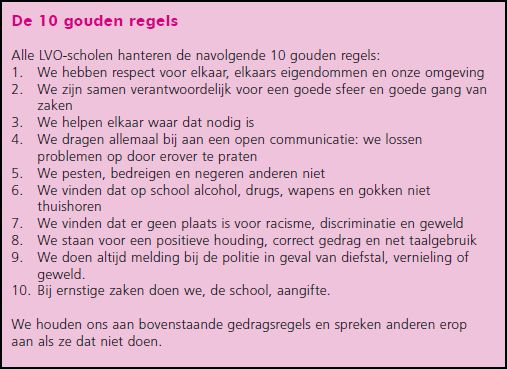 De 10 gouden regels
Alle LVO-scholen hanteren de navolgende 10 gouden regels:
1. We hebben respect voor elkaar, elkaars eigendommen en onze omgeving
2. We zijn samen verantwoordelijk voor een goede sfeer en goede gang van
zaken
3. We helpen elkaar waar dat nodig is
4. We dragen allemaal bij aan een open communicatie: we lossen
problemen op door erover te praten
5. We pesten, bedreigen en negeren anderen niet
6. We vinden dat op school alcohol, drugs, wapens en gokken niet
thuishoren
7. We vinden dat er geen plaats is voor racisme, discriminatie en geweld
8. We staan voor een positieve houding, correct gedrag en net taalgebruik
9. We doen altijd melding bij de politie in geval van diefstal, vernieling of
geweld.
10. Bij ernstige zaken doen we, de school, aangifte.
We houden ons aan bovenstaande gedragsregels en spreken anderen erop
aan als ze dat niet doen.